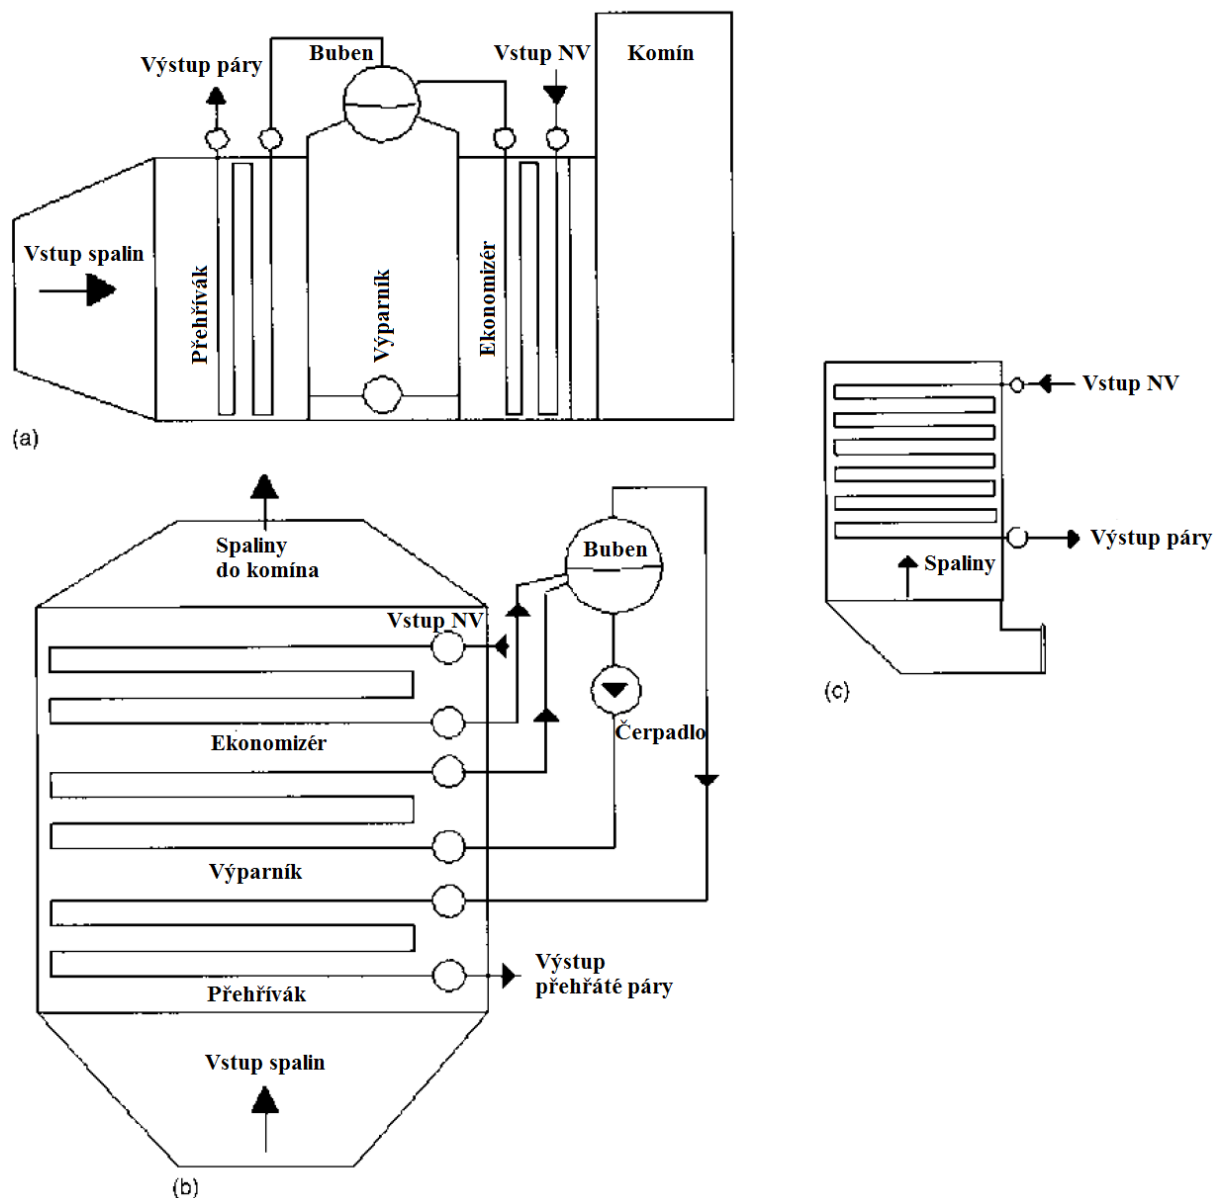 Buben
Vstup NV
Komín
Výstup páry
Vstup spalin
Přehřívák
Výparník
Ekonomizér
(a)
Vstup NV
Výstup páry
Spaliny
(c)
Spaliny
do komína
Buben
Vstup NV
Čerpadlo
Ekonomizér
Výparník
Výstup
přehřáté páry
Přehřívák
Vstup spalin
(b)